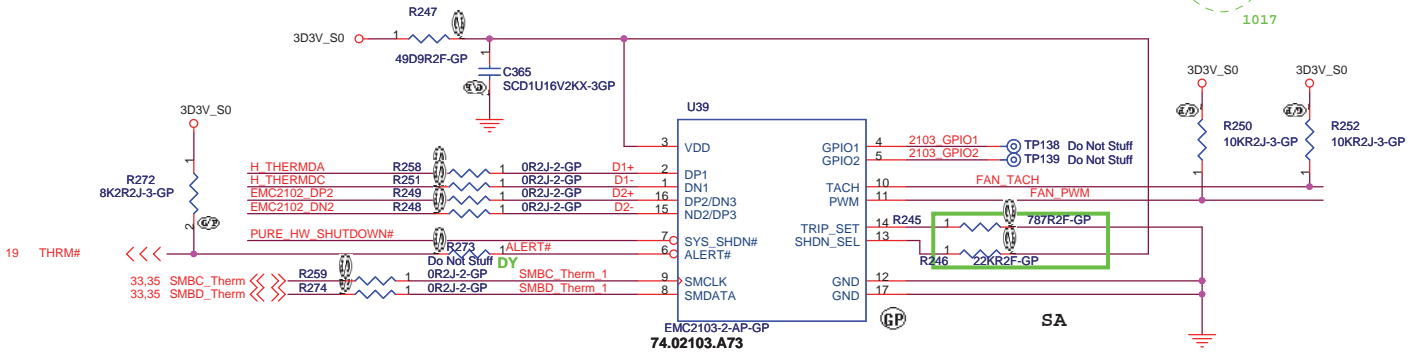 R247
1017
3D3V_S0
1
2
49D9R2F-GP
1
C365
SCD1U16V2KX-3GP
3D3V_S0
3D3V_S0
3D3V_S0
U39
R250
10KR2J-3-GP
R252
10KR2J-3-GP
1
1
3
VDD
GPIO1
4
2103_GPIO1
TP138 Do Not Stuff
GPIO2
5
2103_GPIO2
TP139 Do Not Stuff
H_THERMDA
R258
1
0R2J-2-GP
D1+
2
DP1
H_THERMDC
R251
1
0R2J-2-GP
D1-
1
DN1
EMC2102_DP2
R249
1
0R2J-2-GP
D2+
16
DP2/DN3
EMC2102_DN2
R248
1
0R2J-2-GP
D2-
15
ND2/DP3
TACH
10
FAN_TACH
PWM
11
FAN_PWM
1
R272
8K2R2J-3-GP
2
GP
PURE_HW_SHUTDOWN#
7
SYS_SHDN#
TRIP_SET
14
R245
1
787R2F-GP
SHDN_SEL
13
R246
1
22KR2F-GP
19 THRM#
R273
1
ALERT#
6
ALERT#
Do Not Stuff DY
33,35 SMBC_Therm
R259
1
0R2J-2-GP
SMBC_Therm_1
9
SMCLK
GND
12
33,35 SMBD_Therm
R274
1
0R2J-2-GP
SMBD_Therm_1
8
SMDATA
GND
17
GP
SA
EMC2103-2-AP-GP
74.02103.A73